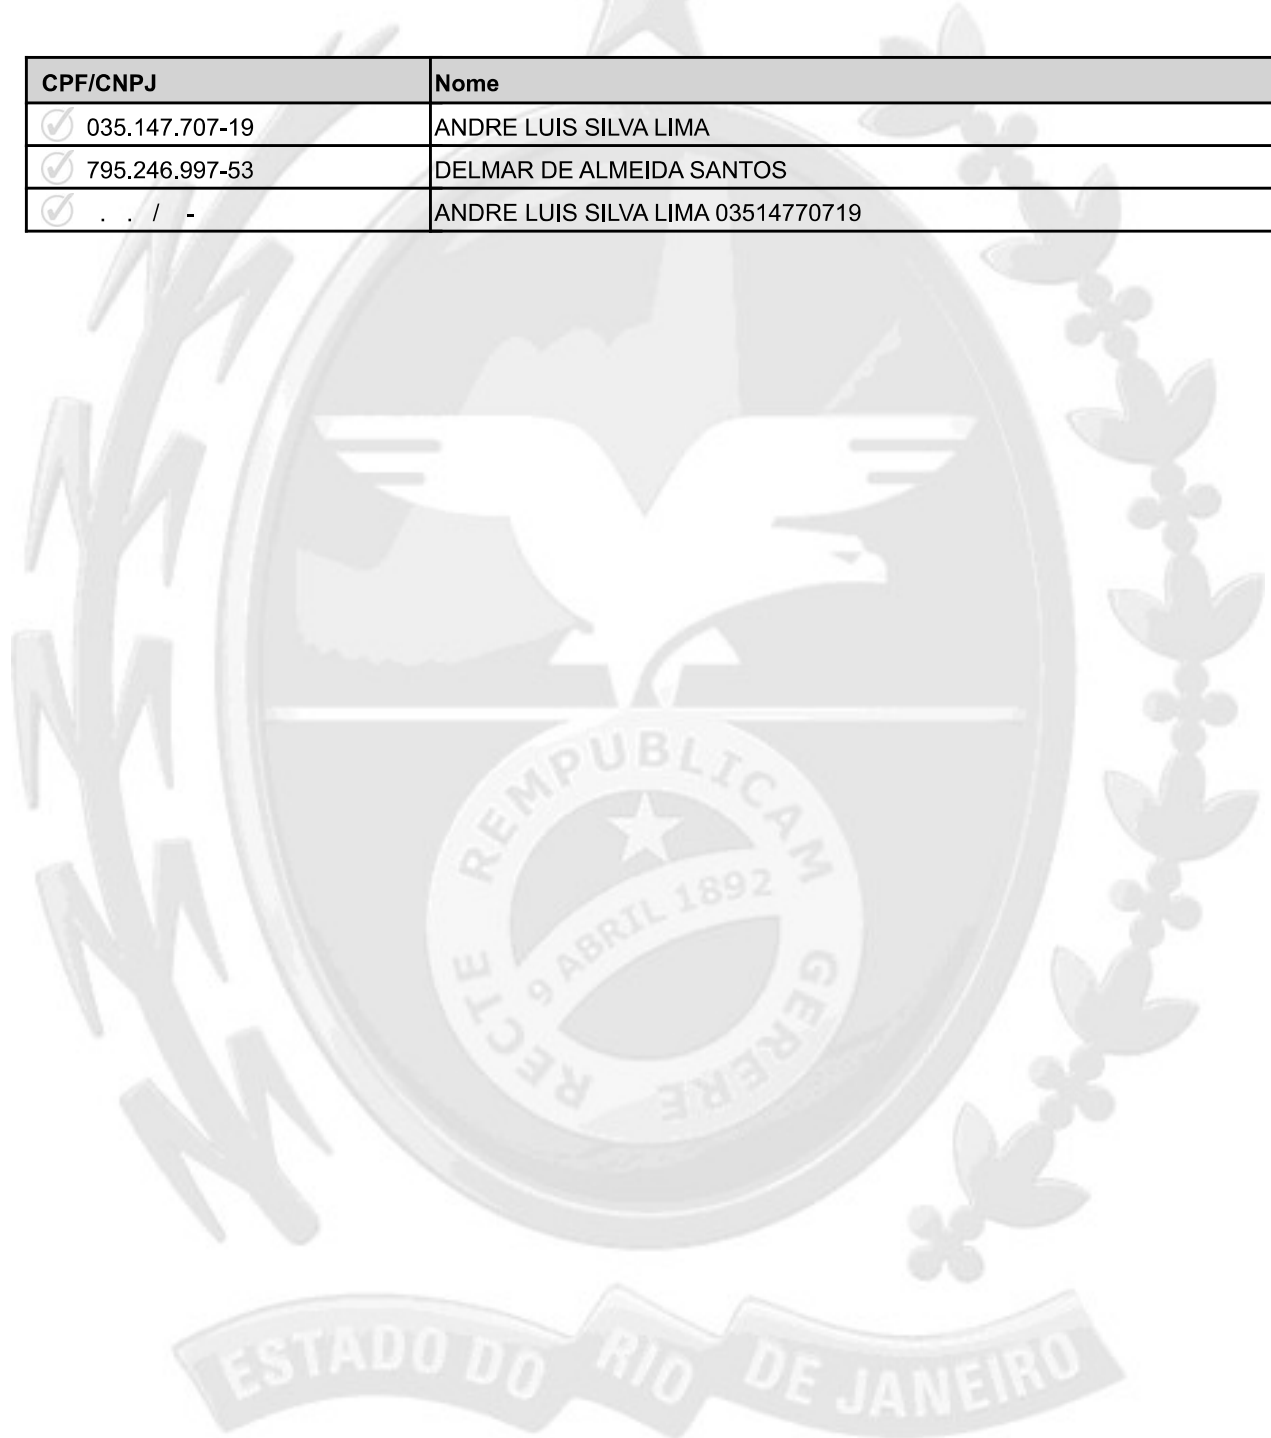 CPF/CNPJ Nome
035.147.707-19 ANDRE LUIS SILVA LIMA
795.246.997-53 DELMAR DE ALMEIDA SANTOS
. . / - ANDRE LUIS SILVA LIMA 03514770719
REMPUBLICAM
9 ABRIL 1892
RECTE GERERE
ESTADO DO RIO DE JANEIRO